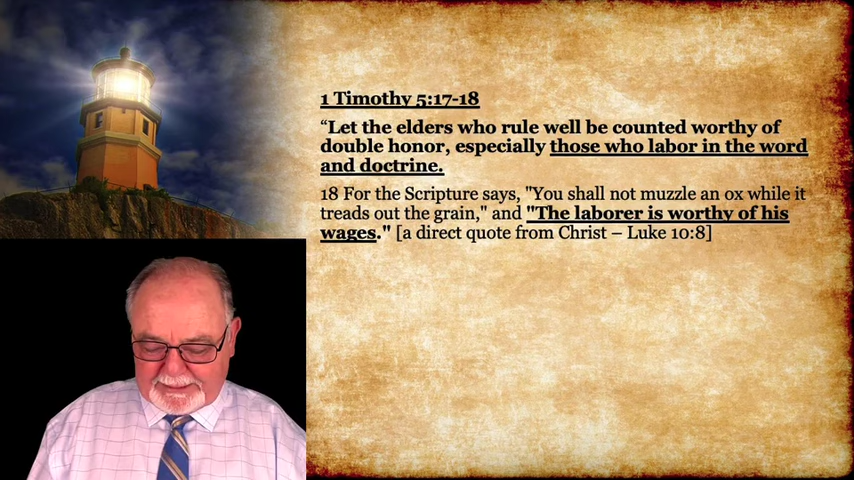 1 Timothy 5:17-18
“Let the elders who rule well be counted worthy of
double honor, especially those who labor in the word
and doctrine.
18 For the Scripture says, "You shall not muzzle an ox while it
treads out the grain," and "The laborer is worthy of his
wages." [a direct quote from Christ – Luke 10:8]